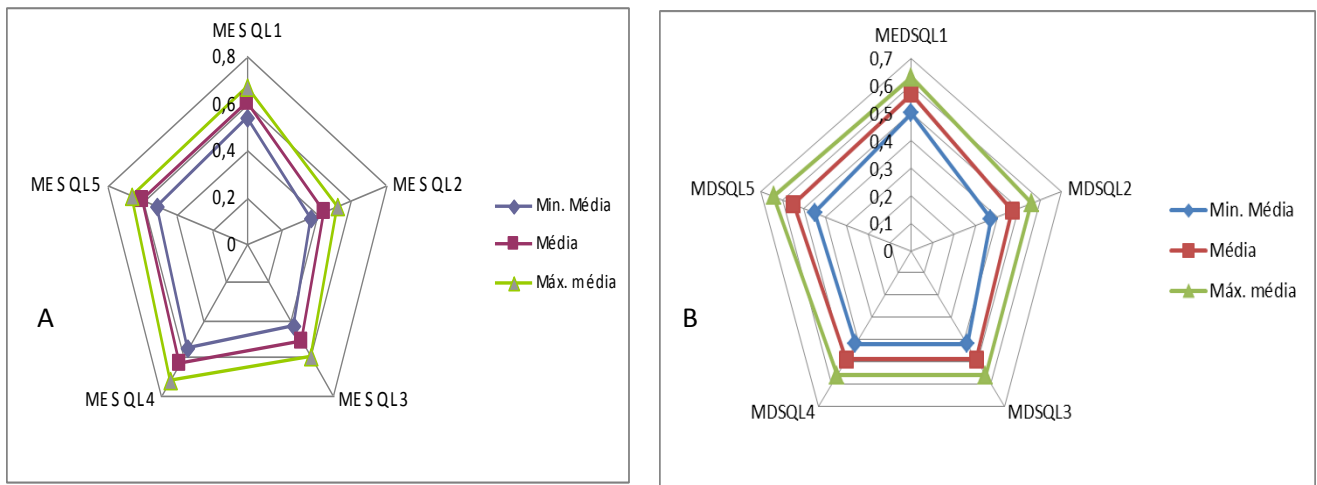 MESQL1
0,8
0,6
0,4
0,2
0
MESQL2
MESQL3
MESQL4
MESQL5
Min. Média
Média
Máx. média
A
MEDSQL1
0,7
0,6
0,5
0,4
0,3
0,2
0,1
0
MDSQL2
MDSQL3
MDSQL4
MDSQL5
Min. Média
Média
Máx. média
B